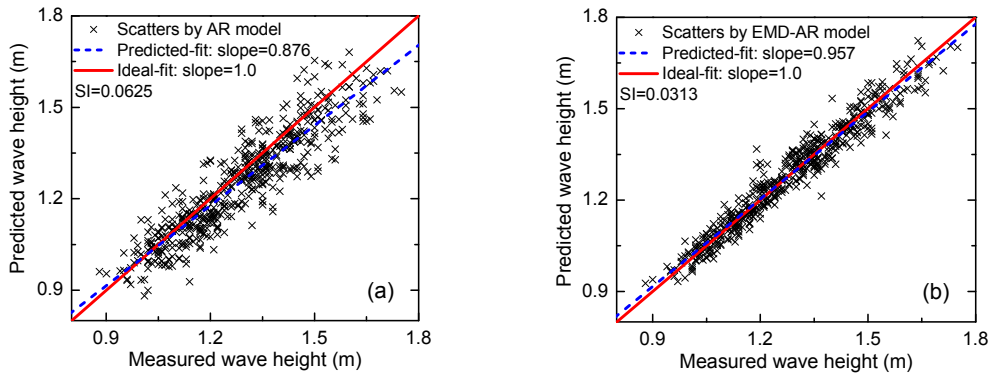 1.8
1.5
1.2
0.9
Predicted wave height (m)
Scatters by AR model
Predicted-fit: slope=0.876
Ideal-fit: slope=1.0
SI=0.0625
(a)
0.9 1.2 1.5 1.8
Measured wave height (m)
1.8
1.5
1.2
0.9
Predicted wave height (m)
Scatters by EMD-AR model
Predicted-fit: slope=0.957
Ideal-fit: slope=1.0
SI=0.0313
(b)
0.9 1.2 1.5 1.8
Measured wave height (m)